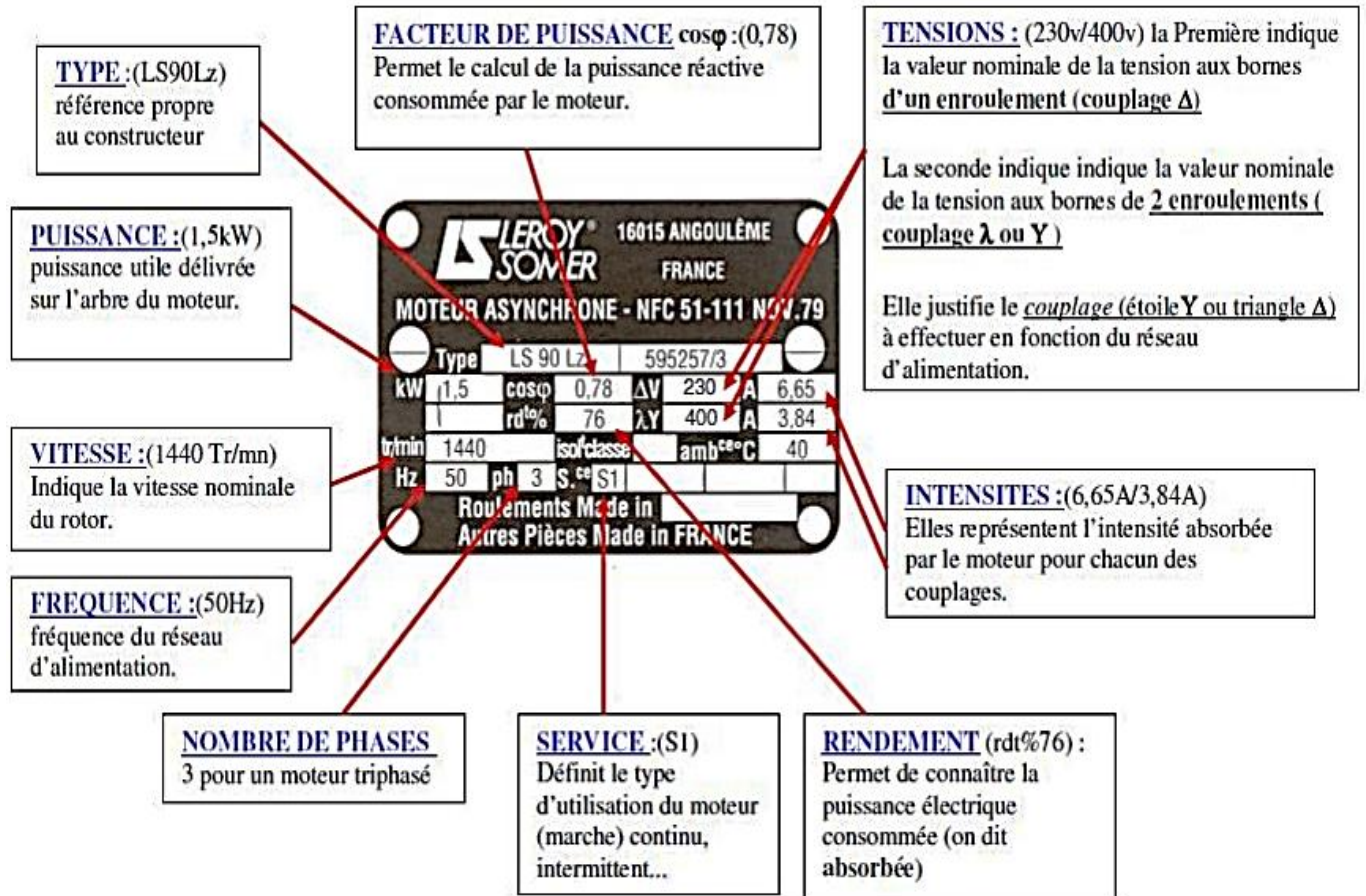 TYPE :(LS90Lz)
référence propre
au constructeur
FACTEUR DE PUISSANCE cosφ :(0,78)
Permet le calcul de la puissance réactive
consommée par le moteur.
TENSIONS : (230v/400v) la Première indique
la valeur nominale de la tension aux bornes
d'un enroulement (couplage Δ)
La seconde indique indique la valeur nominale
de la tension aux bornes de 2 enroulements (
couplage λ ou Y )
Elle justifie le couplage (étoile Y ou triangle Δ)
à effectuer en fonction du réseau
d'alimentation.
PUISSANCE :(1,5kW)
puissance utile délivrée
sur l'arbre du moteur.
VITESSE :(1440 Tr/mn)
Indique la vitesse nominale
du rotor.
FREQUENCE :(50Hz)
fréquence du réseau
d'alimentation.
LS LEROY® SOMER 16015 ANGOULÊME
FRANCE
MOTEUR ASYNCHRONE - NFC 51-111 NOV.79
Type LS 90 Lz 595257/3
kW 1,5 cosφ 0,78 ΔV 230 A 6,65
rdto% 76 λY 400 A 3,84
tr/min 1440 isolclasse ambce°C 40
Hz 50 ph 3 S.ce S1
Roulements Made in
Autres Pièces Made in FRANCE
INTENSITES :(6,65A/3,84A)
Elles représentent l'intensité absorbée
par le moteur pour chacun des
couplages.
NOMBRE DE PHASES
3 pour un moteur triphasé
SERVICE :(S1)
Définit le type
d'utilisation du moteur
(marche) continu,
intermittent...
RENDEMENT (rdt%76) :
Permet de connaître la
puissance électrique
consommée (on dit
absorbée)